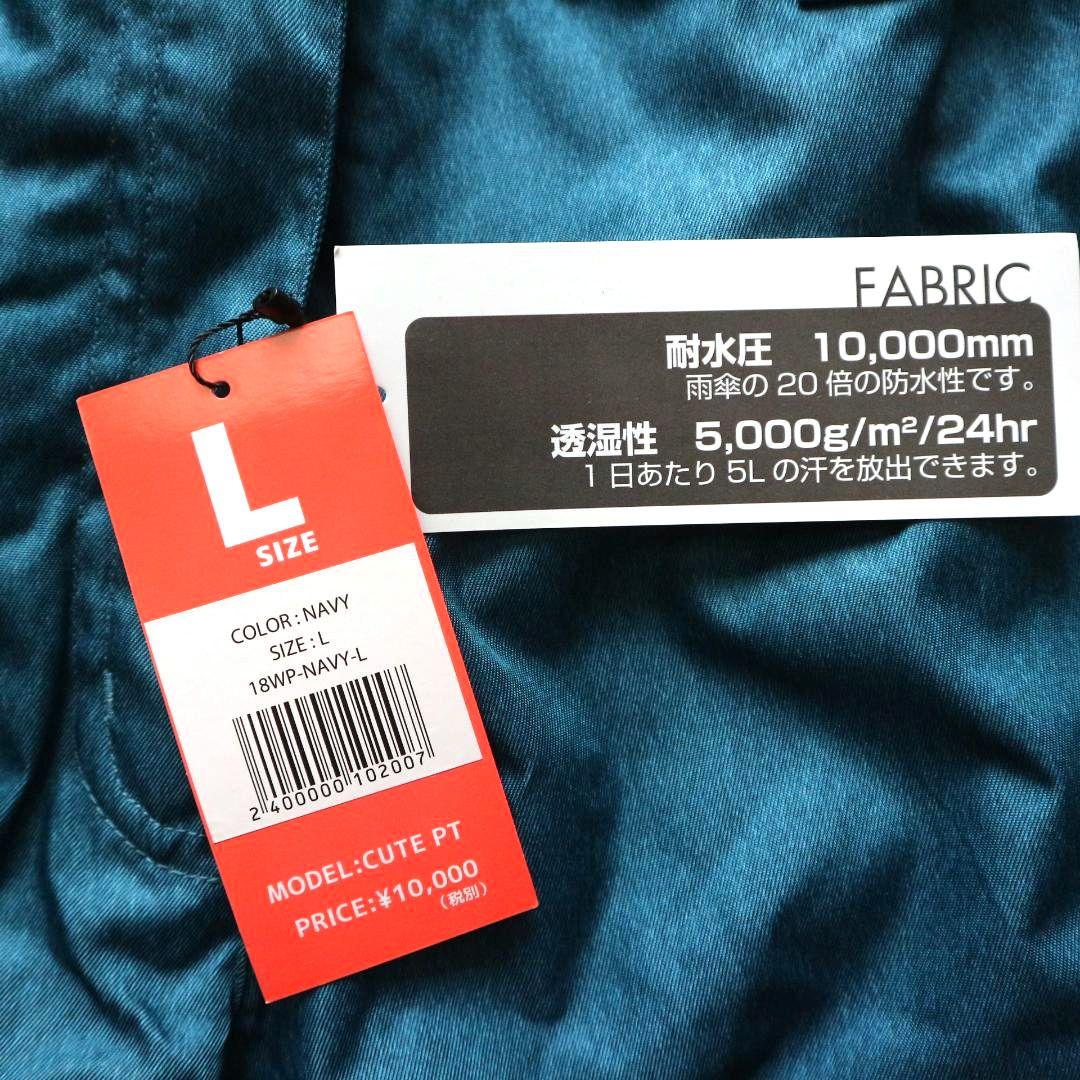 FABRIC
耐水圧 10,000mm
雨傘の 20 倍の防水性です。
透湿性 5,000g/m²/24hr
1 日あたり 5L の汗を放出できます。
L
SIZE
COLOR : NAVY
SIZE : L
18WP-NAVY-L
2 400000 102007
MODEL:CUTE PT
PRICE:¥10,000
(税別)